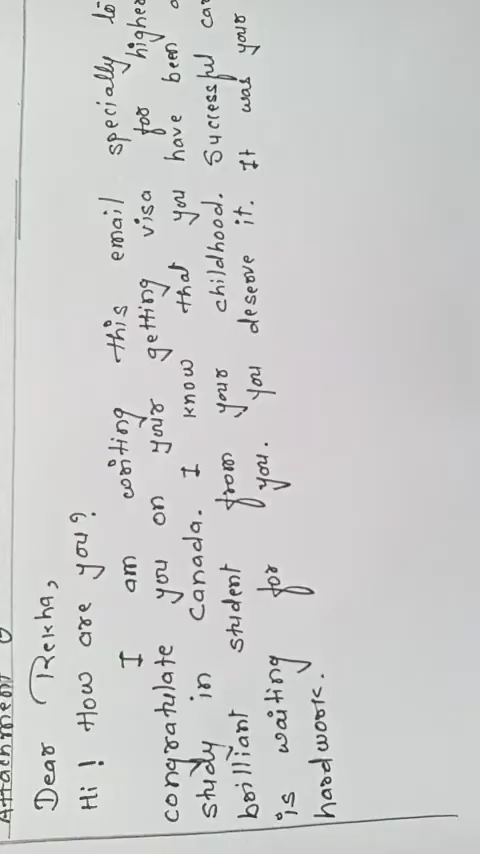 Attachment
Dear Rekha,
Hi! How are you?
I am writing this email specially to
congratulate you on your getting visa for higher
study in Canada. I know that you have been a
brilliant student from your childhood. Successful
is waiting for you. You deserve it. It was your
hardwork.